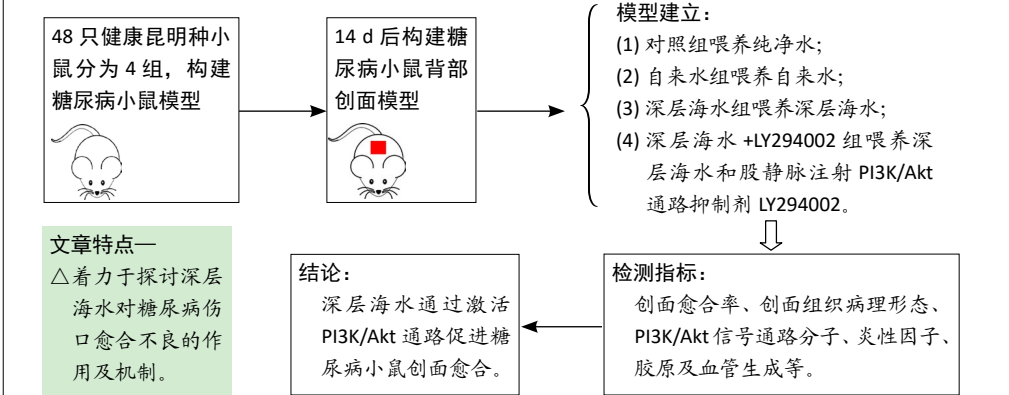 48 只健康昆明种小
鼠分为 4 组，构建
糖尿病小鼠模型
14 d 后构建糖
尿病小鼠背部
创面模型
模型建立：
(1) 对照组喂养纯净水；
(2) 自来水组喂养自来水；
(3) 深层海水组喂养深层海水；
(4) 深层海水 +LY294002 组喂养深
层海水和股静脉注射 PI3K/Akt
通路抑制剂 LY294002。
文章特点—
△着力于探讨深层
海水对糖尿病伤
口愈合不良的作
用及机制。
结论：
深层海水通过激活
PI3K/Akt 通路促进糖
尿病小鼠创面愈合。
检测指标：
创面愈合率、创面组织病理形态、
PI3K/Akt 信号通路分子、炎性因子、
胶原及血管生成等。